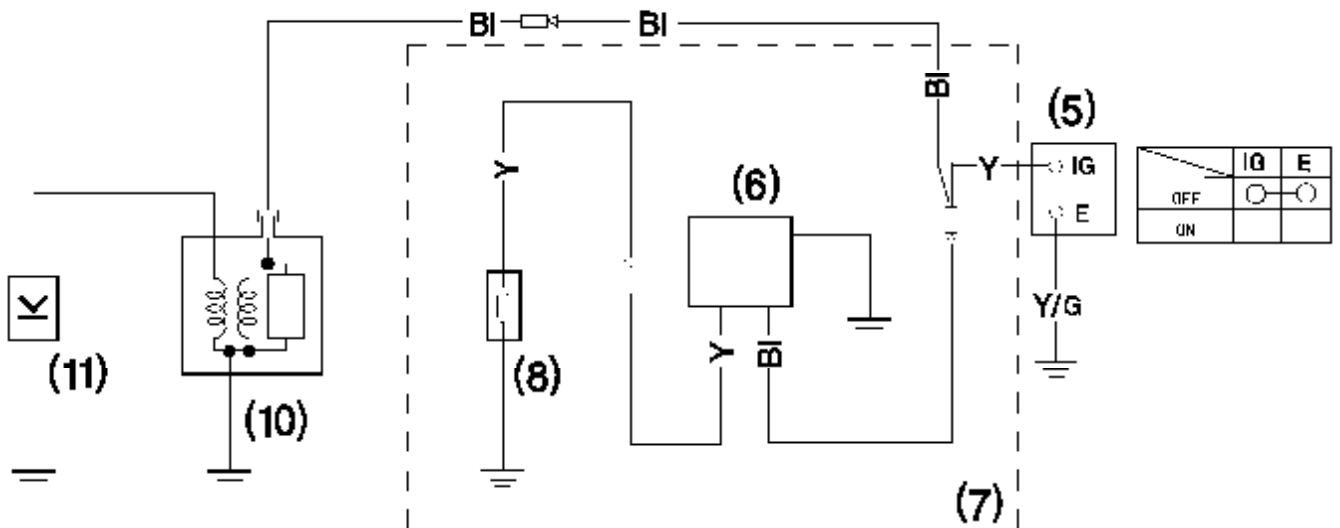 Bl Bl
Bl
(5)
Y
Y
IG
E
IG E
OFF
ON
(6)
Y/G
Y
Bl
(8)
(11)
(10)
(7)